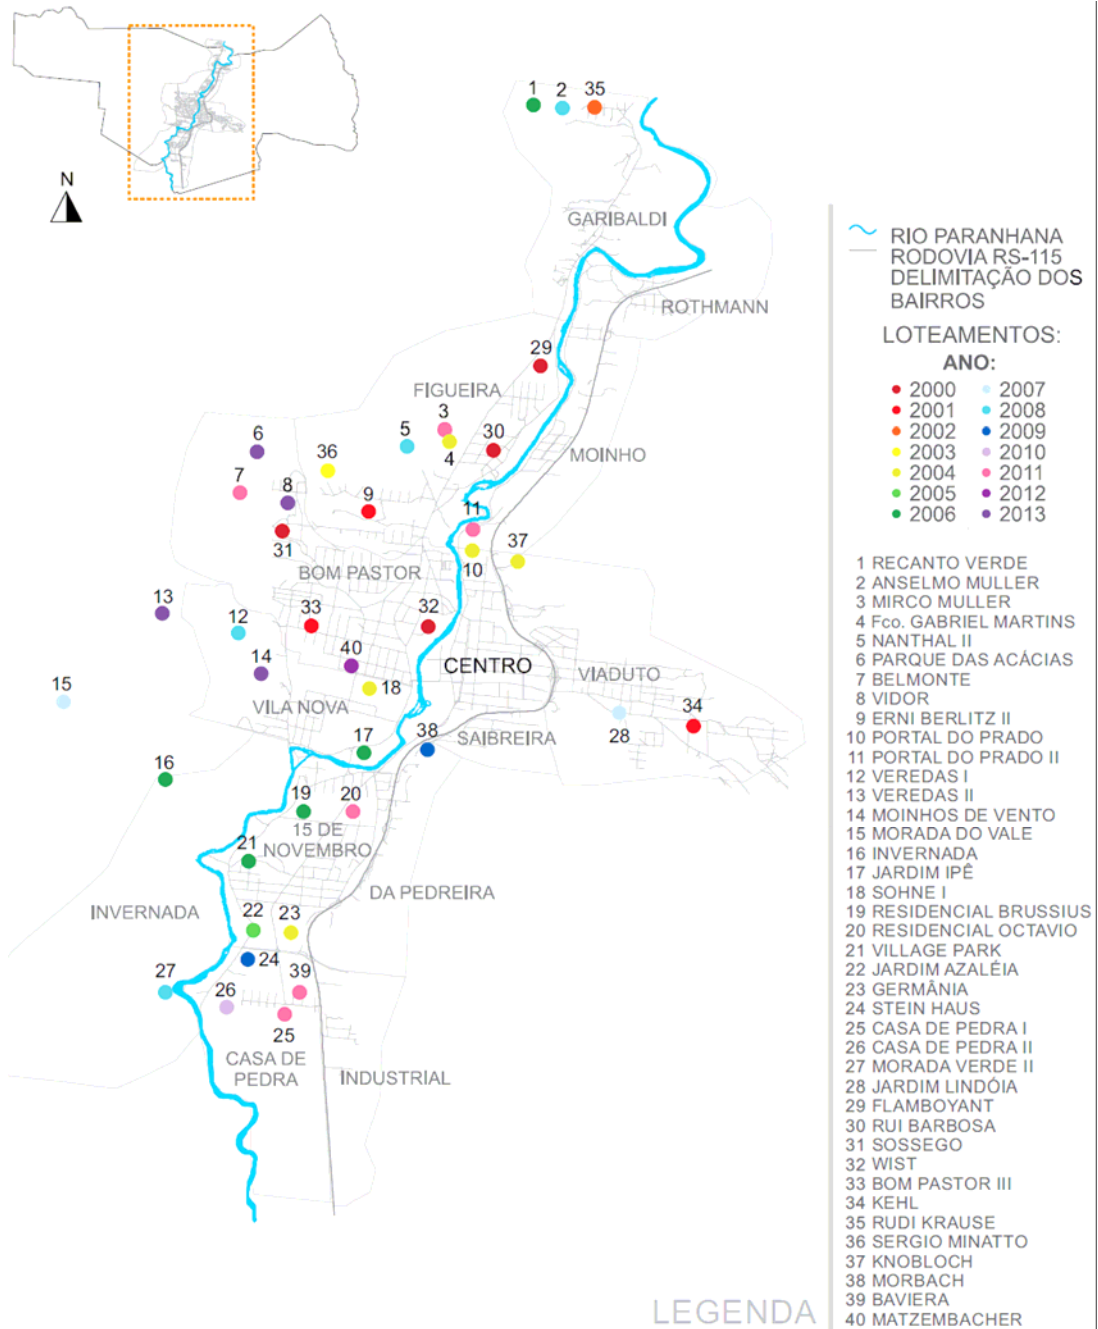 N
1
2
35
GARIBALDI
ROTHMANN
29
FIGUEIRA
3
5
30
4
6
36
MOINHO
7
8
9
11
31
37
10
BOM PASTOR
13
12
33
32
40
CENTRO
14
VIADUTO
15
18
34
VILA NOVA
28
17
38
SAIBREIRA
16
19
20
15 DE
NOVEMBRO
21
DA PEDREIRA
INVERNADA
22
23
24
27
39
26
25
CASA DE
PEDRA
INDUSTRIAL
RIO PARANHANA
RODOVIA RS-115
DELIMITAÇÃO DOS
BAIRROS
LOTEAMENTOS:
ANO:
2000
2001
2002
2003
2004
2005
2006
2007
2008
2009
2010
2011
2012
2013
1 RECANTO VERDE
2 ANSELMO MULLER
3 MIRCO MULLER
4 Fco. GABRIEL MARTINS
5 NANTHAL II
6 PARQUE DAS ACÁCIAS
7 BELMONTE
8 VIDOR
9 ERNI BERLITZ II
10 PORTAL DO PRADO
11 PORTAL DO PRADO II
12 VEREDAS I
13 VEREDAS II
14 MOINHOS DE VENTO
15 MORADA DO VALE
16 INVERNADA
17 JARDIM IPÊ
18 SOHNE I
19 RESIDENCIAL BRUSSIUS
20 RESIDENCIAL OCTAVIO
21 VILLAGE PARK
22 JARDIM AZALÉIA
23 GERMÂNIA
24 STEIN HAUS
25 CASA DE PEDRA I
26 CASA DE PEDRA II
27 MORADA VERDE II
28 JARDIM LINDÓIA
29 FLAMBOYANT
30 RUI BARBOSA
31 SOSSEGO
32 WIST
33 BOM PASTOR III
34 KEHL
35 RUDI KRAUSE
36 SERGIO MINATTO
37 KNOBLOCH
38 MORBACH
39 BAVIERA
40 MATZEMBACHER
LEGENDA